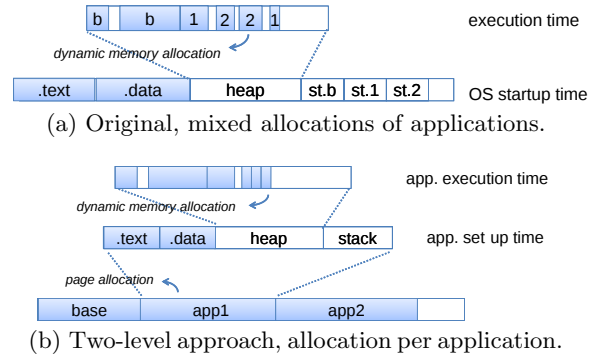 b b 1 2 2 1 execution time
dynamic memory allocation
.text .data heap st.b st.1 st.2 OS startup time
(a) Original, mixed allocations of applications.
app. execution time
dynamic memory allocation
.text .data heap stack app. set up time
page allocation
base app1 app2
(b) Two-level approach, allocation per application.